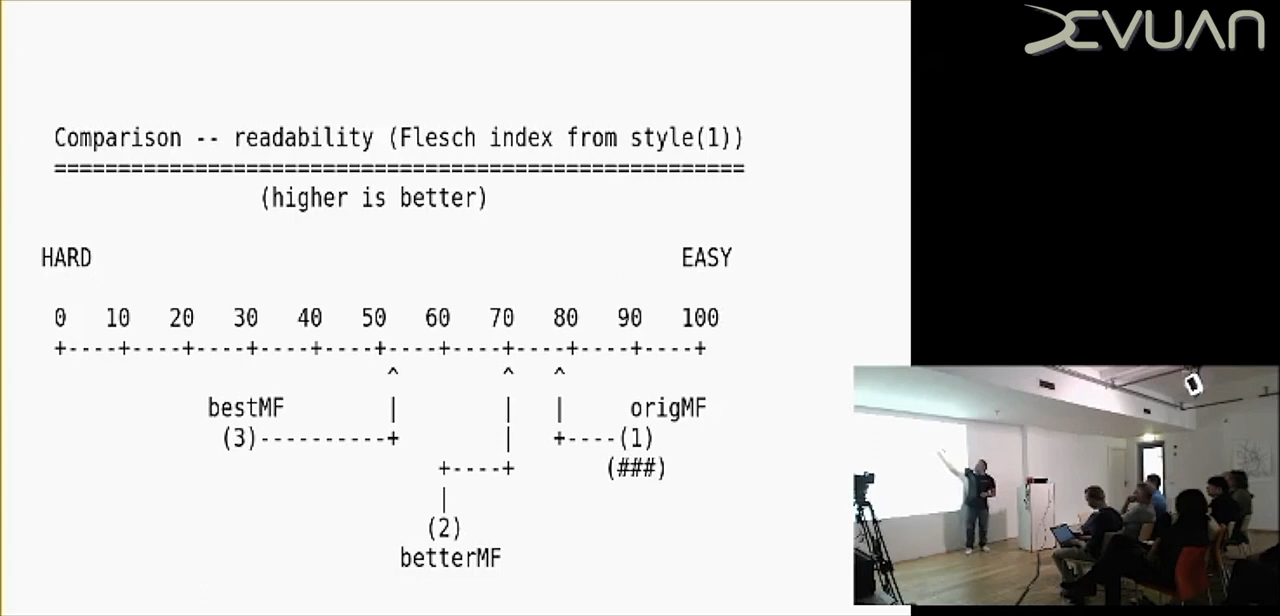 DEVUAN
Comparison -- readability (Flesch index from style(1))
======================================================
(higher is better)
HARD EASY
0 10 20 30 40 50 60 70 80 90 100
+----+----+----+----+----+----+----+----+----+----+
^ ^ ^
bestMF | | | origMF
(3)----------+ | +----(1)
+----+ (###)
|
(2)
betterMF